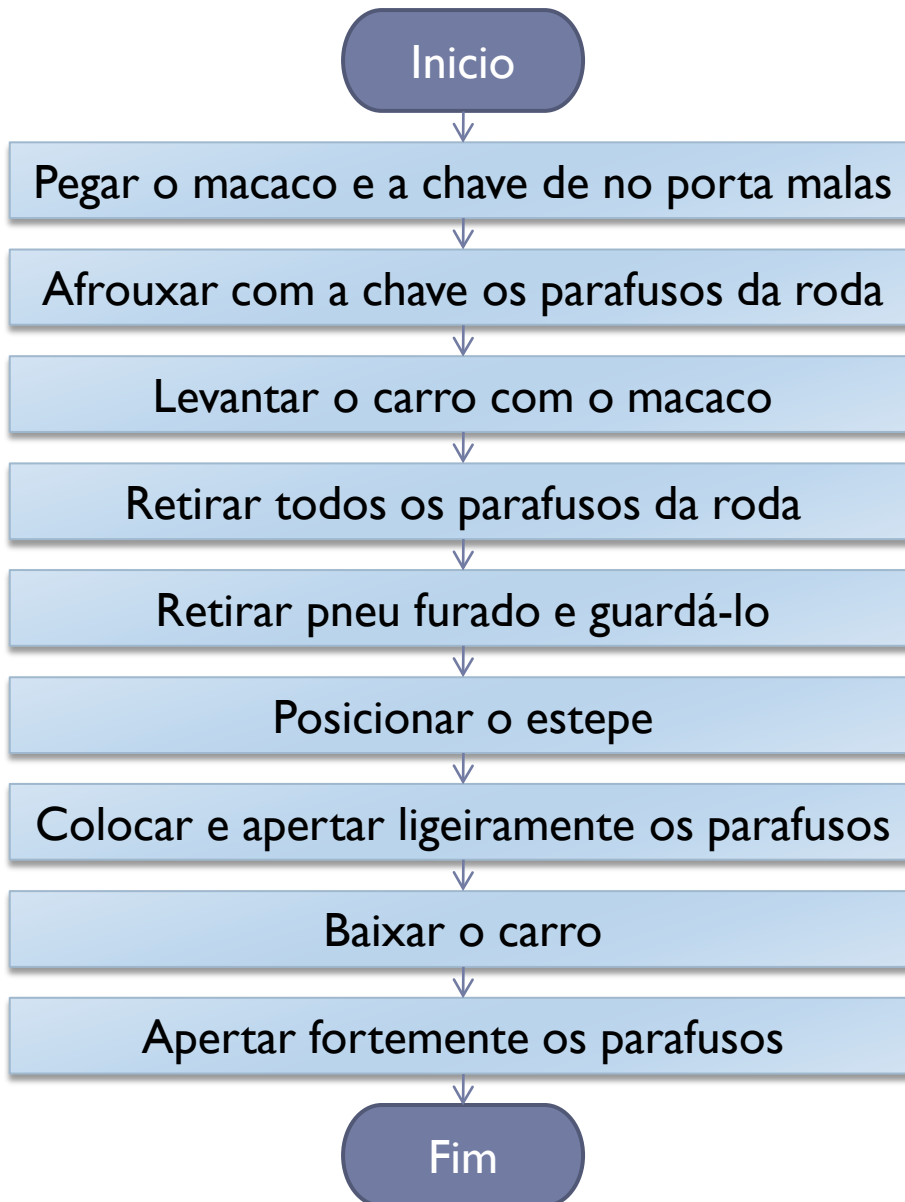 Inicio
Pegar o macaco e a chave de no porta malas
Afrouxar com a chave os parafusos da roda
Levantar o carro com o macaco
Retirar todos os parafusos da roda
Retirar pneu furado e guardá-lo
Posicionar o estepe
Colocar e apertar ligeiramente os parafusos
Baixar o carro
Apertar fortemente os parafusos
Fim